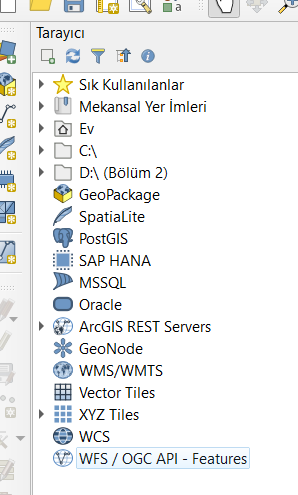 Tarayıcı
Sık Kullanılanlar
Mekansal Yer İmleri
Ev
C:\
D:\ (Bölüm 2)
GeoPackage
SpatiaLite
PostGIS
SAP HANA
MSSQL
Oracle
ArcGIS REST Servers
GeoNode
WMS/WMTS
Vector Tiles
XYZ Tiles
WCS
WFS / OGC API - Features